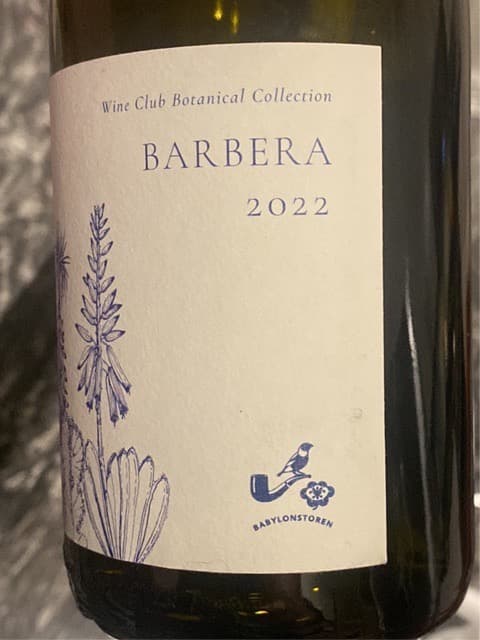 Wine Club Botanical Collection
BARBERA
2022
BABYLONSTOREN